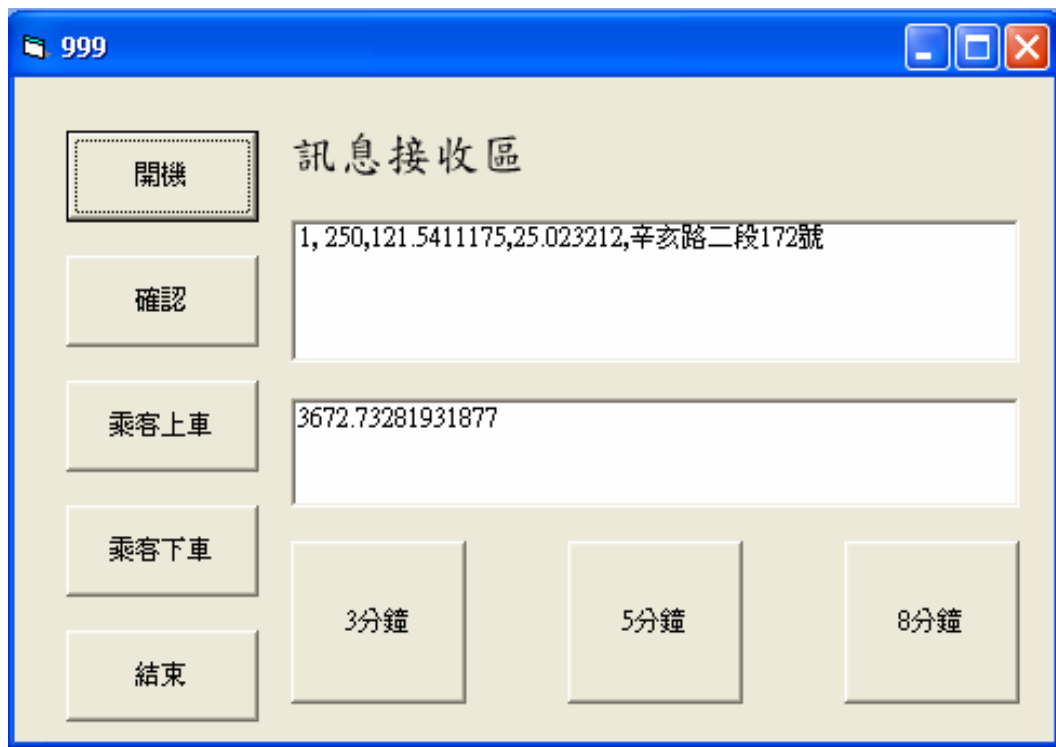 999
開機
訊息接收區
1, 250,121.5411175,25.023212,辛亥路二段172號
確認
乘客上車
3672.73281931877
乘客下車
3分鐘
5分鐘
8分鐘
結束